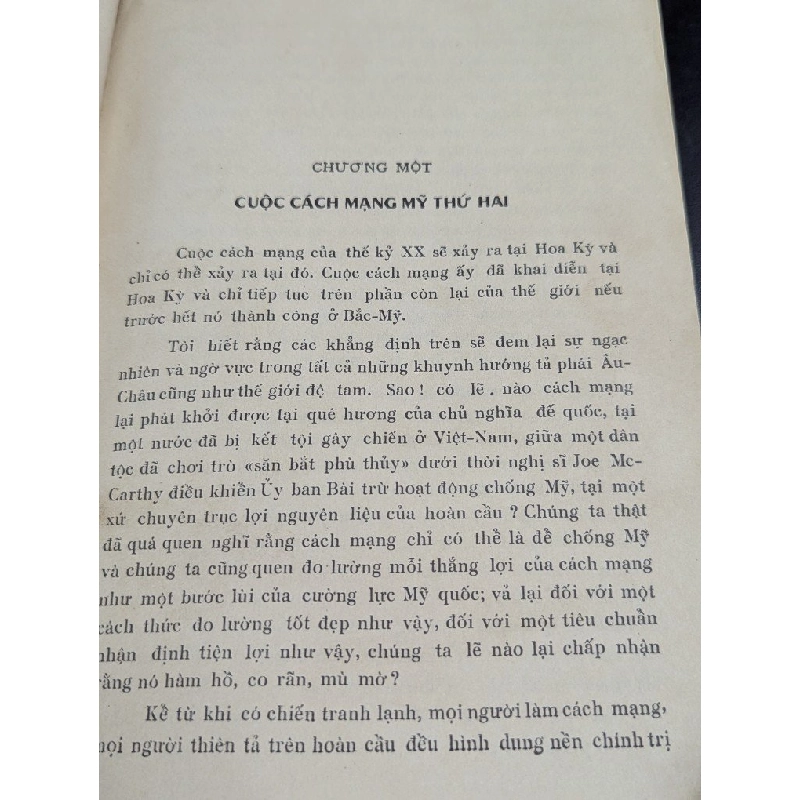 CHƯƠNG MỘT
CUỘC CÁCH MẠNG MỸ THỨ HAI
Cuộc cách mạng của thế kỷ XX sẽ xảy ra tại Hoa Kỳ và
chỉ có thể xảy ra tại đó. Cuộc cách mạng ấy đã khai diễn tại
Hoa Kỳ và chỉ tiếp tục trên phần còn lại của thế giới nếu
trước hết nó thành công ở Bắc-Mỹ.
Tôi biết rằng các khẳng định trên sẽ đem lại sự ngạc
nhiên và ngờ vực trong tất cả những khuynh hướng tả phái Âu-
Châu cũng như thế giới đệ tam. Sao! có lẽ nào cách mạng
lại phát khởi được tại quê hương của chủ nghĩa đế quốc, tại
một nước đã bị kết tội gây chiến ở Việt-Nam, giữa một dân
tộc đã chơi trò «săn bắt phù thủy» dưới thời nghị sĩ Joe Mc-
Carthy điều khiển Ủy ban Bài trừ hoạt động chống Mỹ, tại một
xứ chuyên trục lợi nguyên liệu của hoàn cầu? Chúng ta thật
đã quá quen nghĩ rằng cách mạng chỉ có thể là để chống Mỹ
và chúng ta cũng quen đo lường mỗi thắng lợi của cách mạng
như một bước lùi của cường lực Mỹ quốc; vả lại đối với một
cách thức đo lường tốt đẹp như vậy, đối với một tiêu chuẩn
nhận định tiện lợi như vậy, chúng ta lẽ nào lại chấp nhận
rằng nó hàm hồ, co rãn, mù mờ?
Kể từ khi có chiến tranh lạnh, mọi người làm cách mạng,
mọi người thiên tả trên hoàn cầu đều hình dung nền chính trị